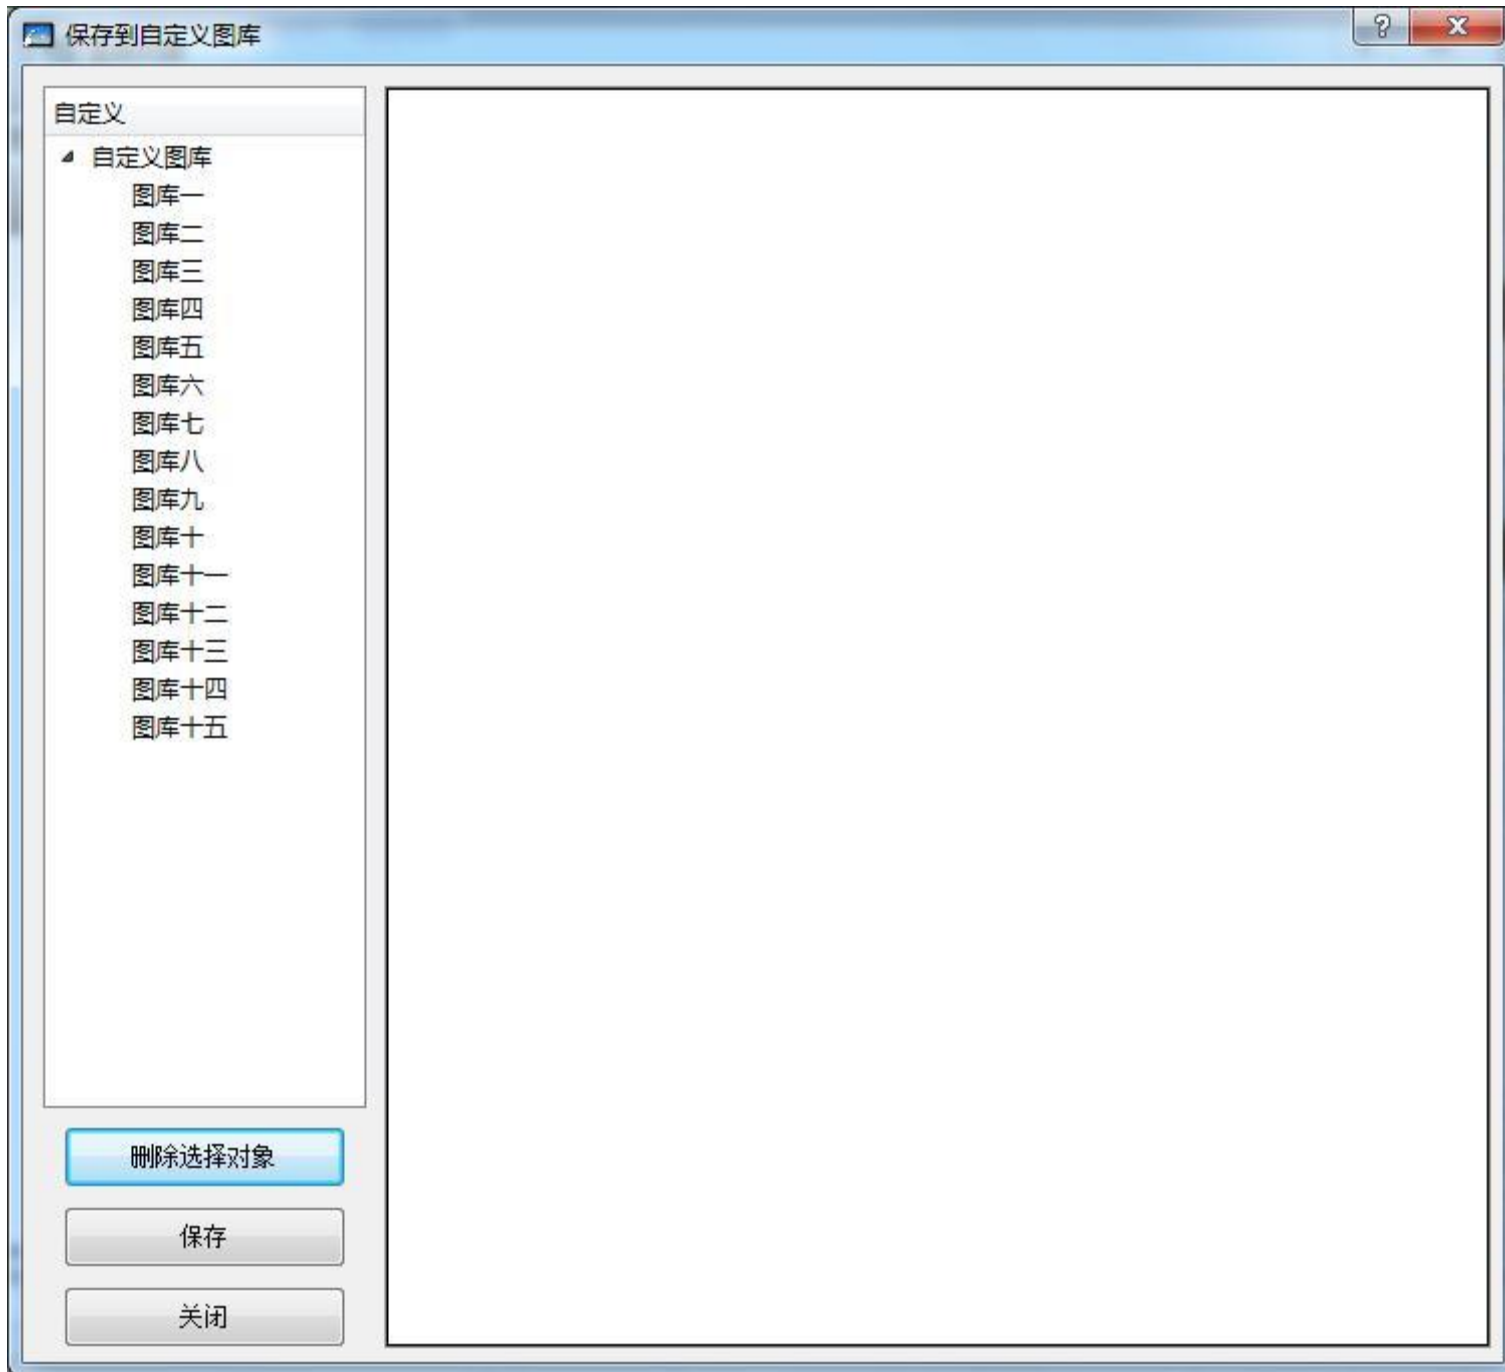 保存到自定义图库
自定义
自定义图库
图库一
图库二
图库三
图库四
图库五
图库六
图库七
图库八
图库九
图库十
图库十一
图库十二
图库十三
图库十四
图库十五
删除选择对象
保存
关闭